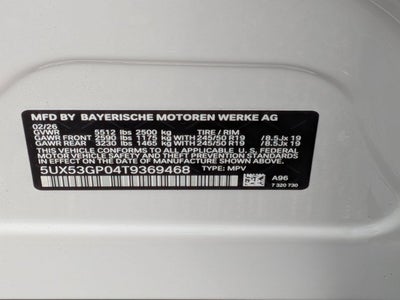 MFD BY BAYERISCHE MOTOREN WERKE AG
02/26
GVWR 5512 lbs 2500 kg TIRE / RIM
GAWR FRONT 2590 lbs 1175 kg ** 245/50 R19 /8.5Jx 19
GAWR REAR 3230 lbs 1465 kg ** 245/50 R19 /8.5Jx 19
THIS VEHICLE CONFORMS TO ALL APPLICABLE U.S. FEDERAL
MOTOR VEHICLE SAFETY AND THEFT PREVENTION STANDARDS
IN EFFECT ON THE DATE OF MANUFACTURE SHOWN ABOVE.
5UX53GP04T9369468 TYPE: MPV
A96
7 320 730